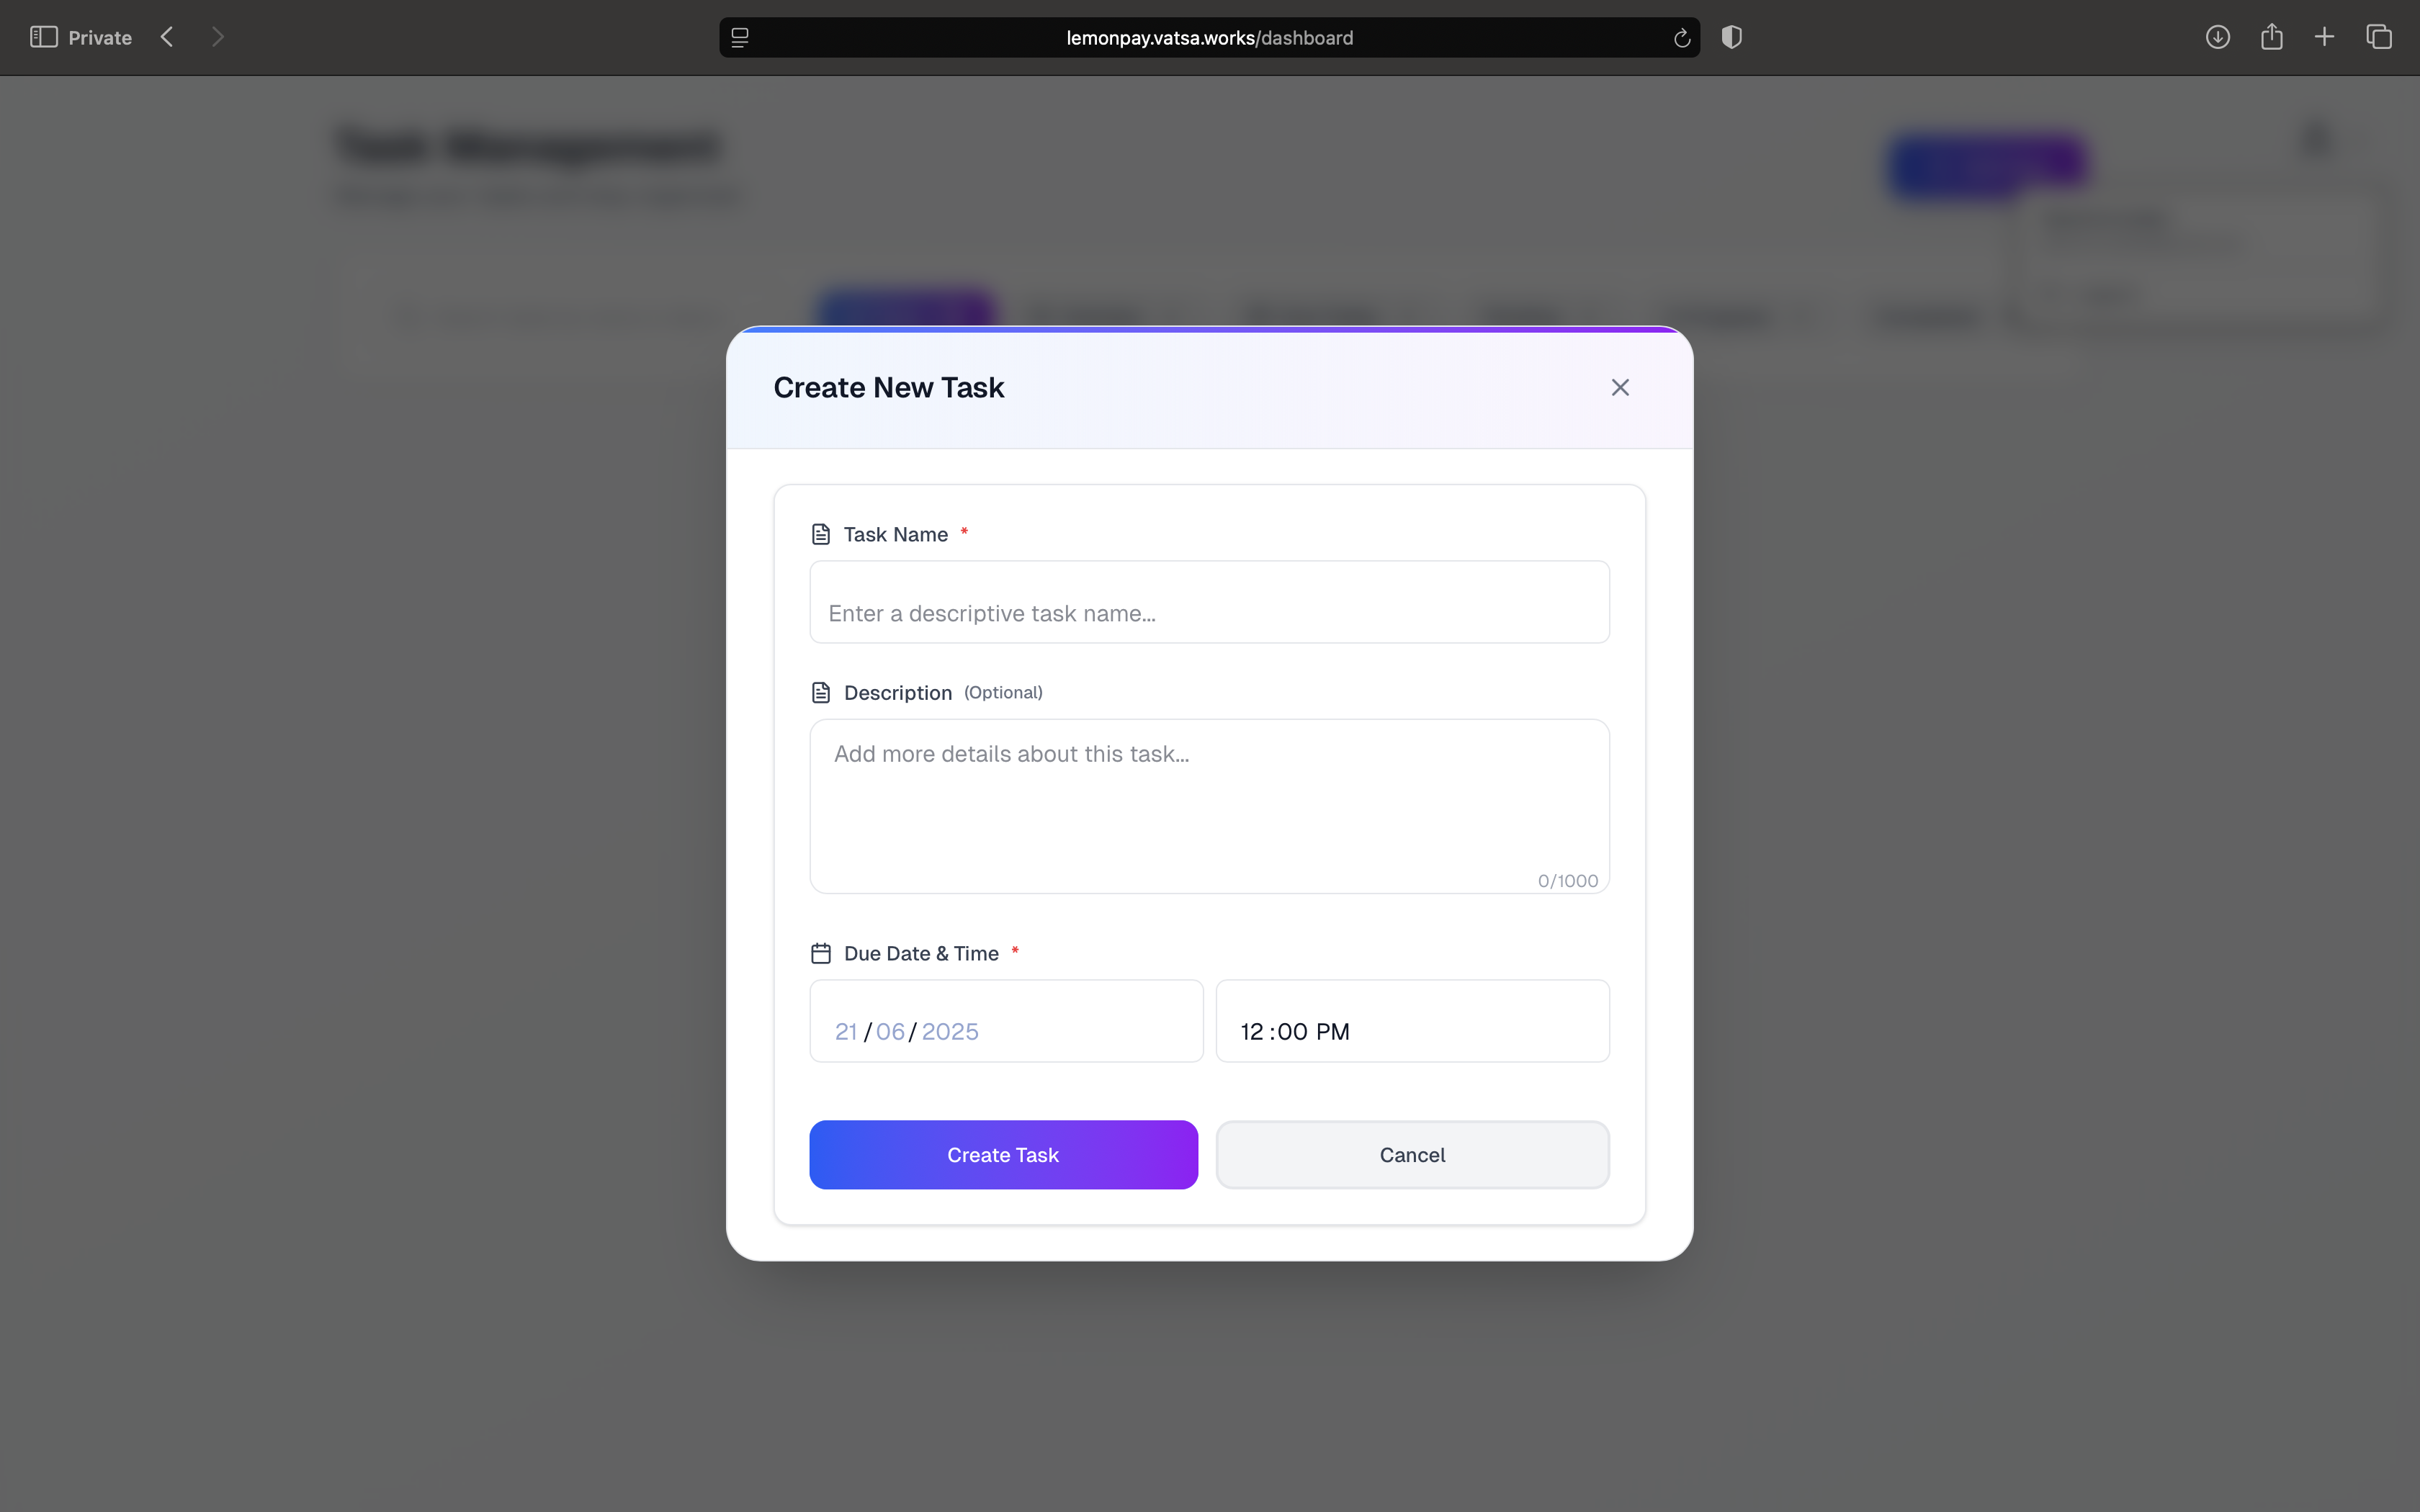 Private
lemonpay.vatsa.works/dashboard
Task Management
Create New Task
Task Name *
Enter a descriptive task name...
Description (Optional)
Add more details about this task...
0/1000
Due Date & Time *
21/06/2025
12:00 PM
Create Task
Cancel